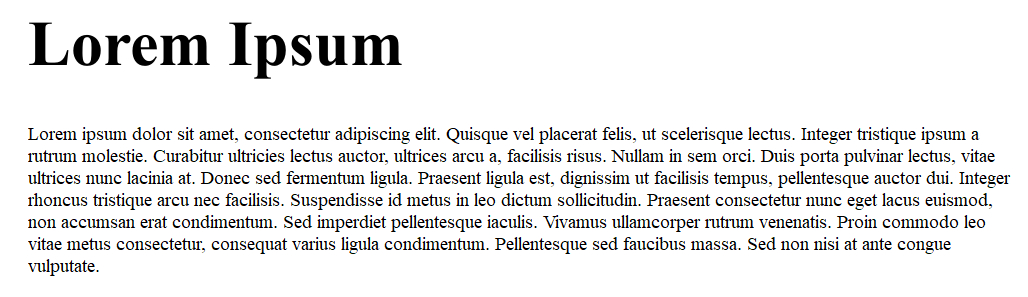 Lorem Ipsum
Lorem ipsum dolor sit amet, consectetur adipiscing elit. Quisque vel placerat felis, ut scelerisque lectus. Integer tristique ipsum a
rutrum molestie. Curabitur ultricies lectus auctor, ultrices arcu a, facilisis risus. Nullam in sem orci. Duis porta pulvinar lectus, vitae
ultrices nunc lacinia at. Donec sed fermentum ligula. Praesent ligula est, dignissim ut facilisis tempus, pellentesque auctor dui. Integer
rhoncus tristique arcu nec facilisis. Suspendisse id metus in leo dictum sollicitudin. Praesent consectetur nunc eget lacus euismod,
non accumsan erat condimentum. Sed imperdiet pellentesque iaculis. Vivamus ullamcorper rutrum venenatis. Proin commodo leo
vitae metus consectetur, consequat varius ligula condimentum. Pellentesque sed faucibus massa. Sed non nisi at ante congue
vulputate.